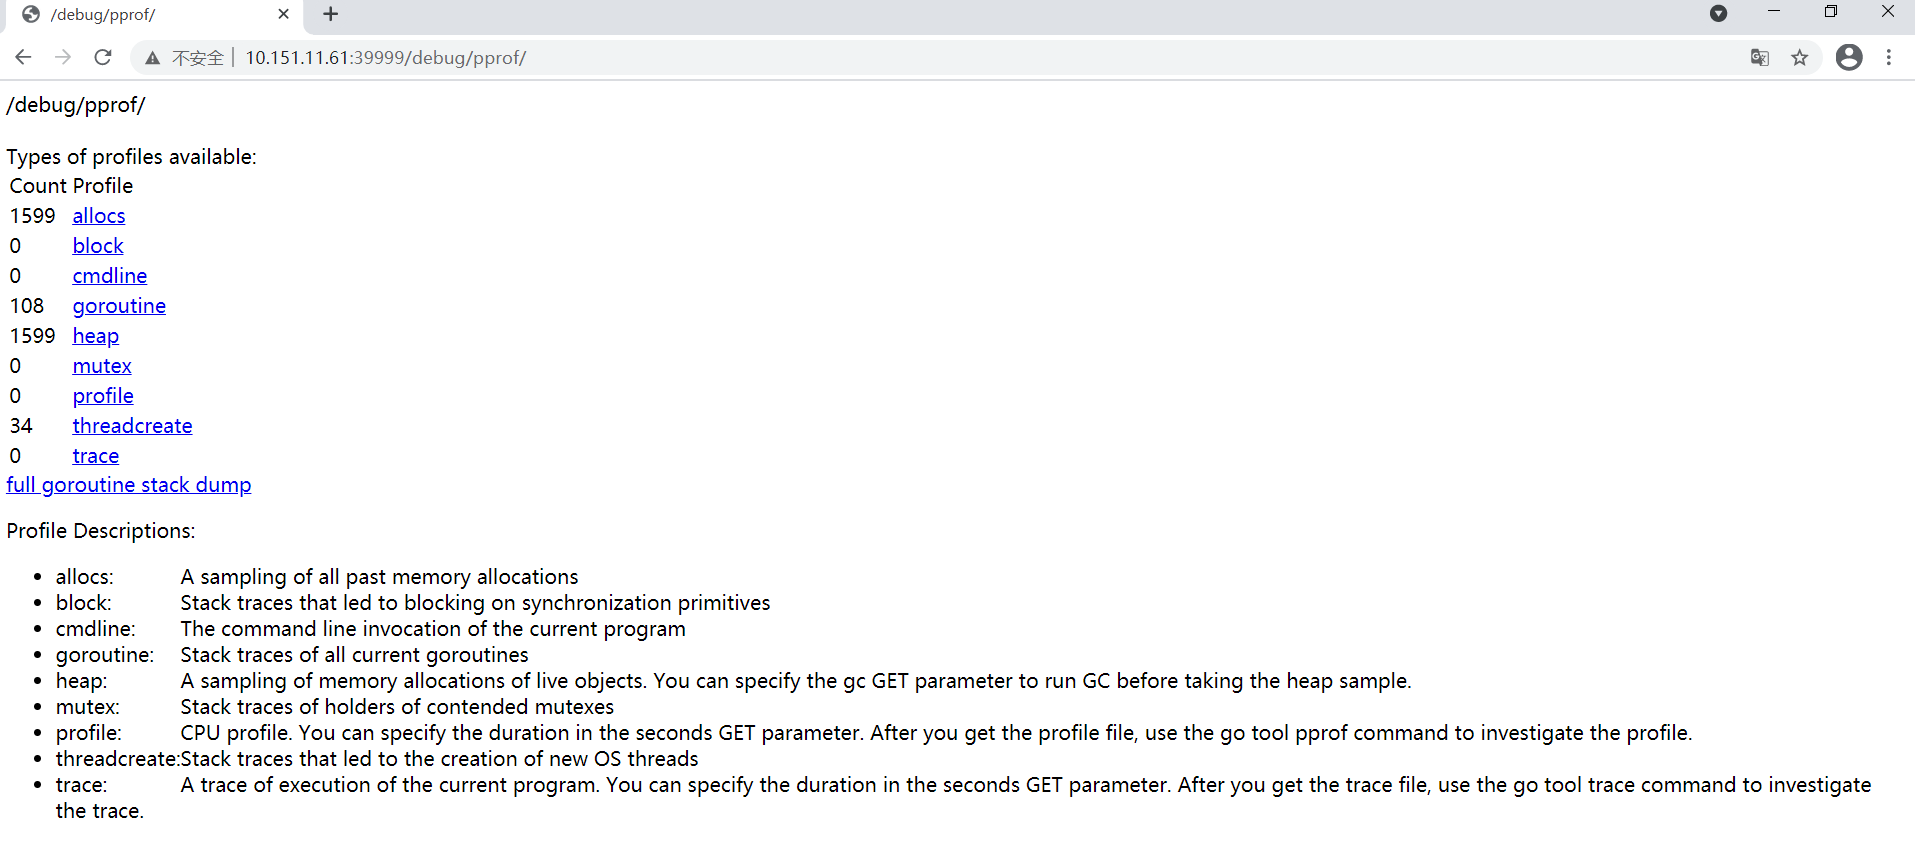 /debug/pprof/
不安全 | 10.151.11.61:39999/debug/pprof/
/debug/pprof/
Types of profiles available:
Count Profile
1599 allocs
0 block
0 cmdline
108 goroutine
1599 heap
0 mutex
0 profile
34 threadcreate
0 trace
full goroutine stack dump
Profile Descriptions:
• allocs: A sampling of all past memory allocations
• block: Stack traces that led to blocking on synchronization primitives
• cmdline: The command line invocation of the current program
• goroutine: Stack traces of all current goroutines
• heap: A sampling of memory allocations of live objects. You can specify the gc GET parameter to run GC before taking the heap sample.
• mutex: Stack traces of holders of contended mutexes
• profile: CPU profile. You can specify the duration in the seconds GET parameter. After you get the profile file, use the go tool pprof command to investigate the profile.
• threadcreate:Stack traces that led to the creation of new OS threads
• trace: A trace of execution of the current program. You can specify the duration in the seconds GET parameter. After you get the trace file, use the go tool trace command to investigate
the trace.